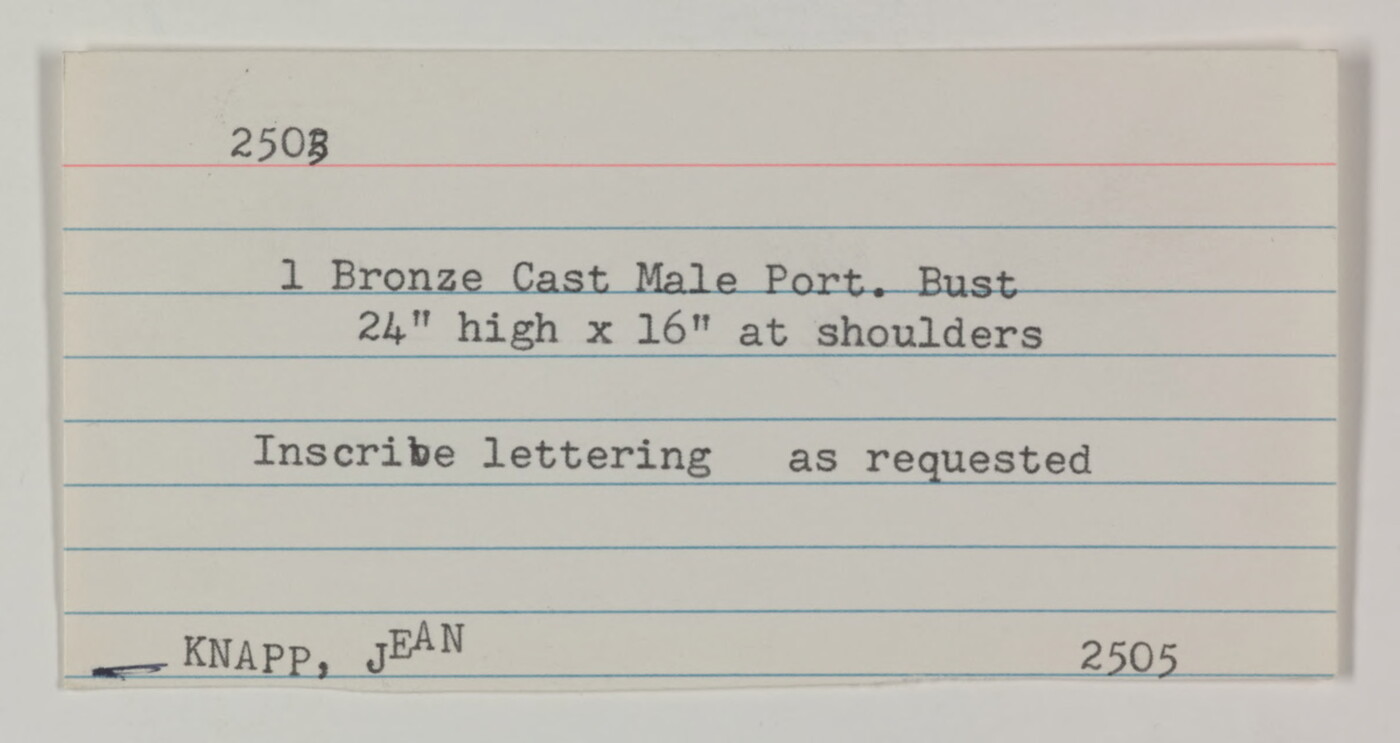 2505
1 Bronze Cast Male Port. Bust
24" high x 16" at shoulders
Inscribe lettering as requested
KNAPP, JEAN 2505